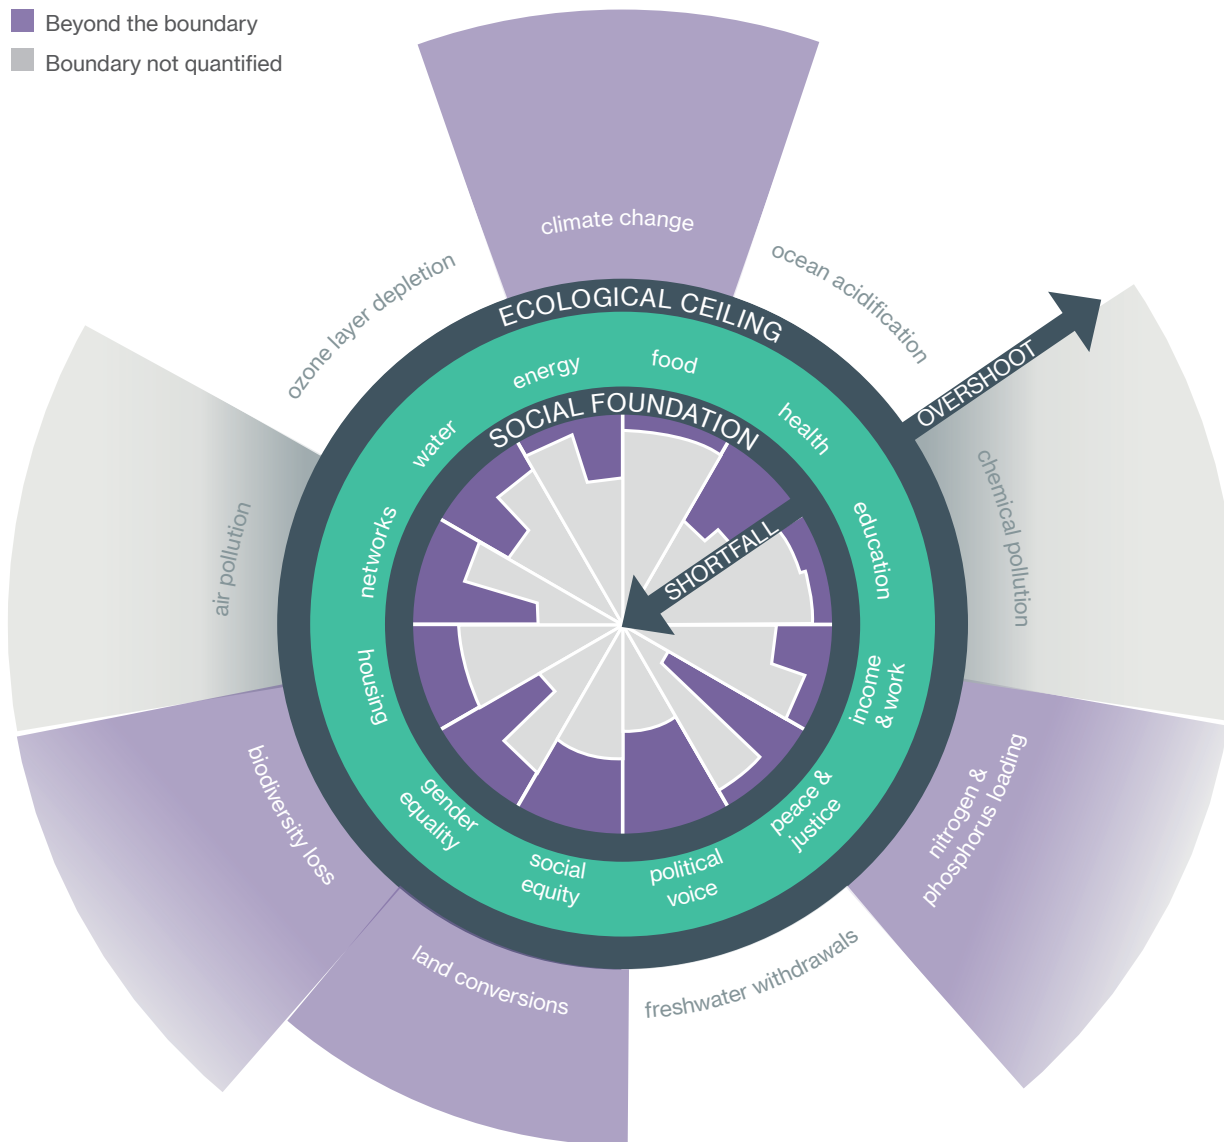 Beyond the boundary
Boundary not quantified
climate change
ozone layer depletion
ocean acidification
ECOLOGICAL CEILING
OVERSHOOT
energy
food
SOCIAL FOUNDATION
water
health
networks
education
SHORTFALL
air pollution
chemical pollution
housing
income
& work
biodiversity loss
gender
equality
peace &
justice
nitrogen &
phosphorus loading
social
equity
political
voice
land conversions
freshwater withdrawals